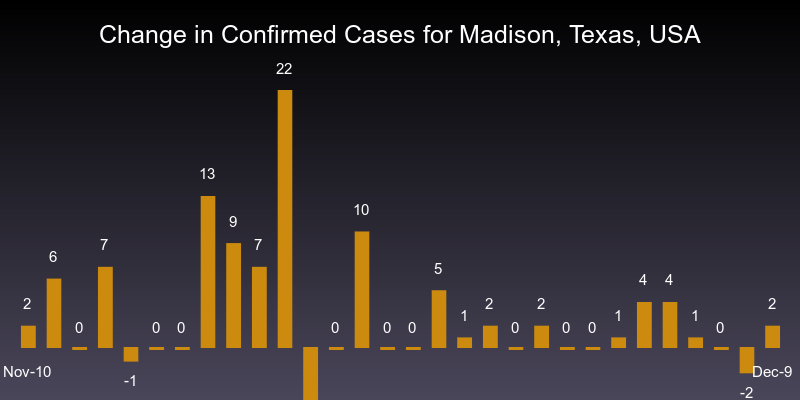 Change in Confirmed Cases for Madison, Texas, USA
2 6 0 7 -1 0 0 13 9 7 22 0 10 0 0 5 1 2 0 2 0 0 1 4 4 1 0 -2 2
Nov-10 Dec-9